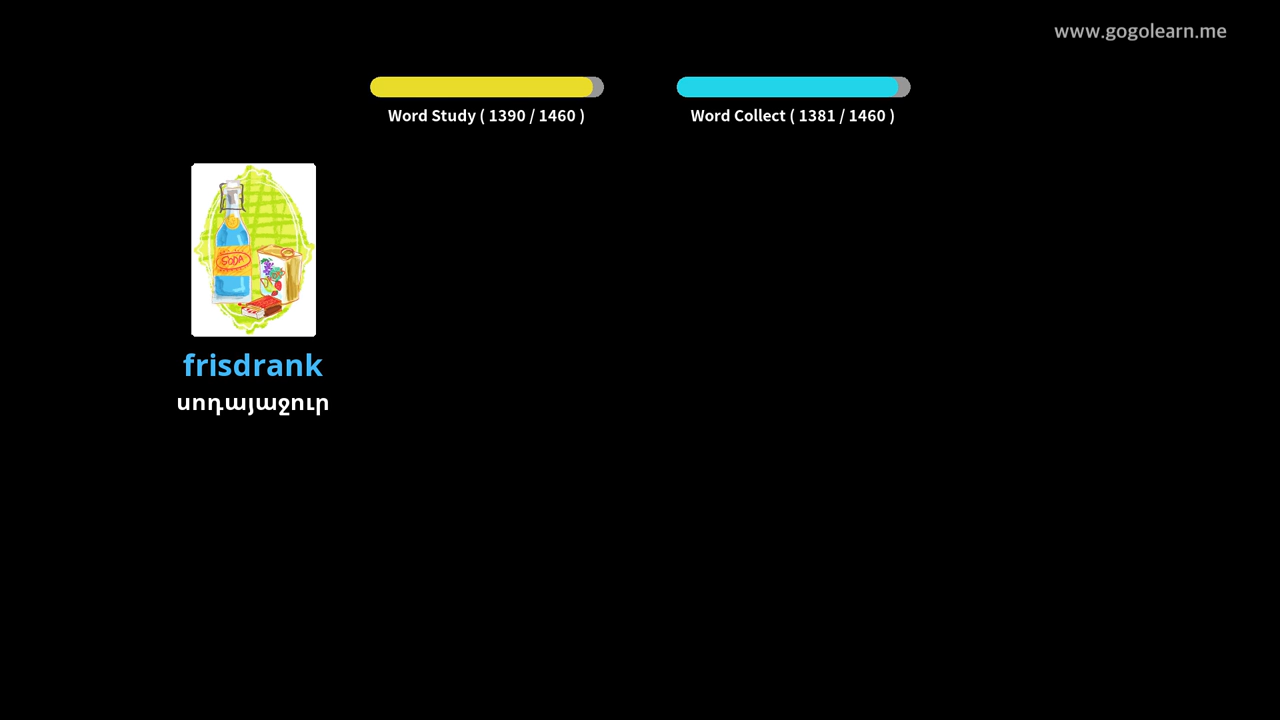 www.gogolearn.me
Word Study ( 1390 / 1460 )
Word Collect ( 1381 / 1460 )
SODA
frisdrank
սոդայաջուր